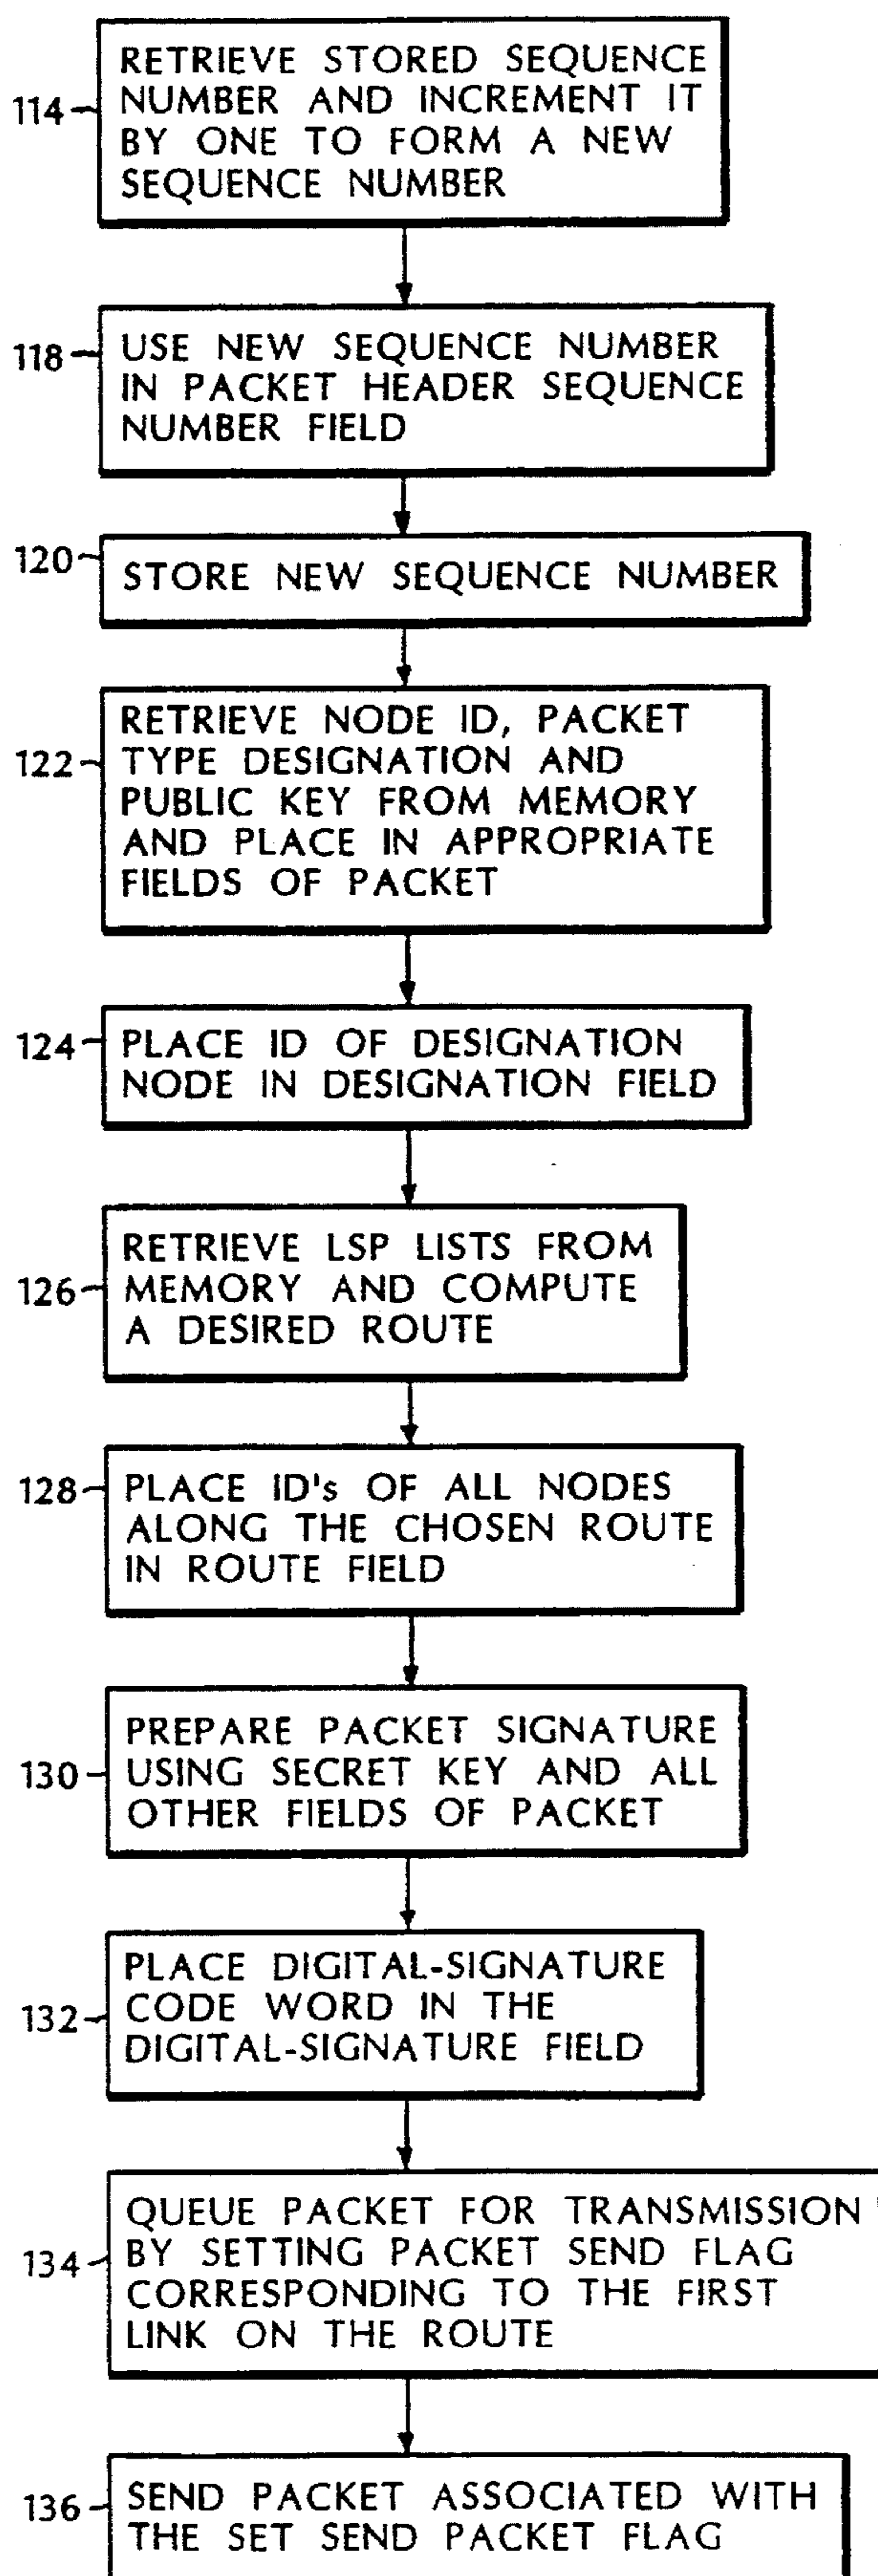 RETRIEVE STORED SEQUENCE
114 NUMBER AND INCREMENT IT
BY ONE TO FORM A NEW
SEQUENCE NUMBER
118 USE NEW SEQUENCE NUMBER
IN PACKET HEADER SEQUENCE
NUMBER FIELD
120 STORE NEW SEQUENCE NUMBER
RETRIEVE NODE ID, PACKET
122 TYPE DESIGNATION AND
PUBLIC KEY FROM MEMORY
AND PLACE IN APPROPRIATE
FIELDS OF PACKET
124 PLACE ID OF DESIGNATION
NODE IN DESIGNATION FIELD
RETRIEVE LSP LISTS FROM
126 MEMORY AND COMPUTE
A DESIRED ROUTE
128 PLACE ID's OF ALL NODES
ALONG THE CHOSEN ROUTE
IN ROUTE FIELD
PREPARE PACKET SIGNATURE
130 USING SECRET KEY AND ALL
OTHER FIELDS OF PACKET
PLACE DIGITAL-SIGNATURE
132 CODE WORD IN THE
DIGITAL-SIGNATURE FIELD
QUEUE PACKET FOR TRANSMISSION
134 BY SETTING PACKET SEND FLAG
CORRESPONDING TO THE FIRST
LINK ON THE ROUTE
136 SEND PACKET ASSOCIATED WITH
THE SET SEND PACKET FLAG